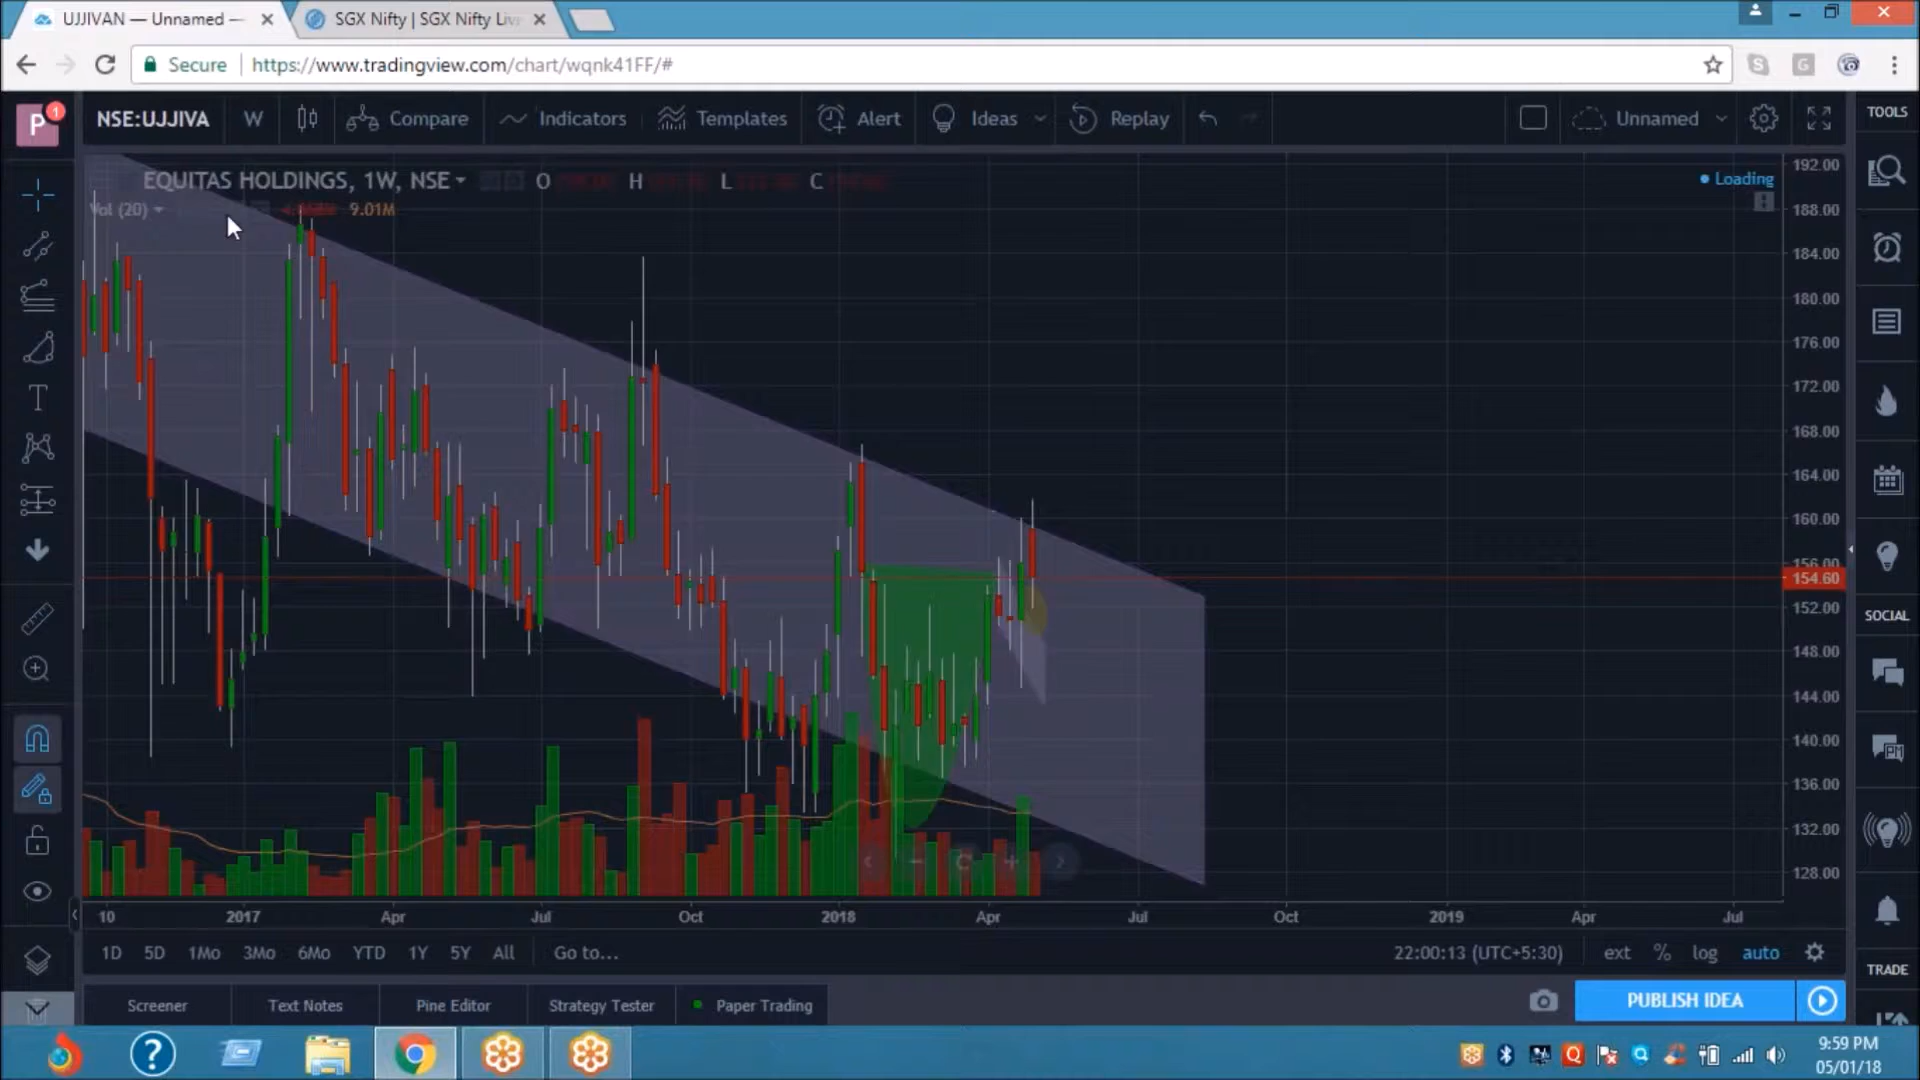 UJJIVAN — Unnamed —
SGX Nifty | SGX Nifty Liv
Secure
https://www.tradingview.com/chart/wqnk41FF/#
P
1
NSE:UJJIVA
W
Compare
Indicators
Templates
Alert
Ideas
Replay
Unnamed
TOOLS
EQUITAS HOLDINGS, 1W, NSE
O H L C
Loading
Vol (20)
9.01M
192.00
188.00
184.00
180.00
176.00
172.00
168.00
164.00
160.00
156.00
154.60
152.00
148.00
144.00
140.00
136.00
132.00
128.00
SOCIAL
10 2017 Apr Jul Oct 2018 Apr Jul Oct 2019 Apr Jul
1D 5D 1Mo 3Mo 6Mo YTD 1Y 5Y All Go to...
22:00:13 (UTC+5:30) ext % log auto
TRADE
Screener Text Notes Pine Editor Strategy Tester Paper Trading
PUBLISH IDEA
9:59 PM
05/01/18